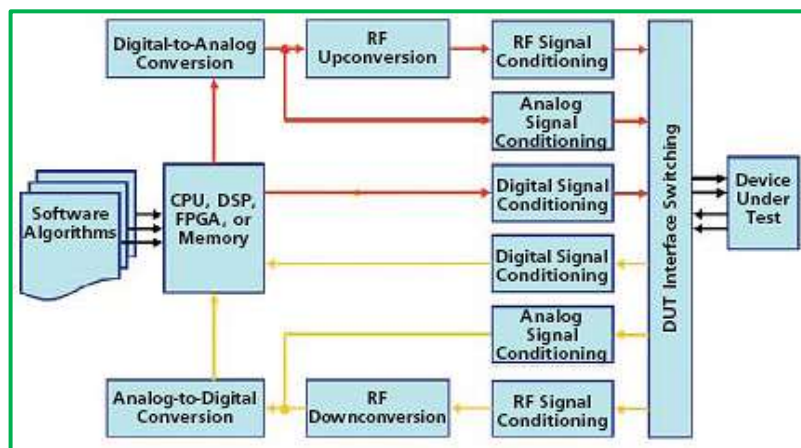 Digital-to-Analog
Conversion
RF
Upconversion
RF Signal
Conditioning
Analog
Signal
Conditioning
Software
Algorithms
CPU, DSP,
FPGA, or
Memory
Digital Signal
Conditioning
DUT Interface Switching
Device
Under
Test
Digital Signal
Conditioning
Analog
Signal
Conditioning
Analog-to-Digital
Conversion
RF
Downconversion
RF Signal
Conditioning